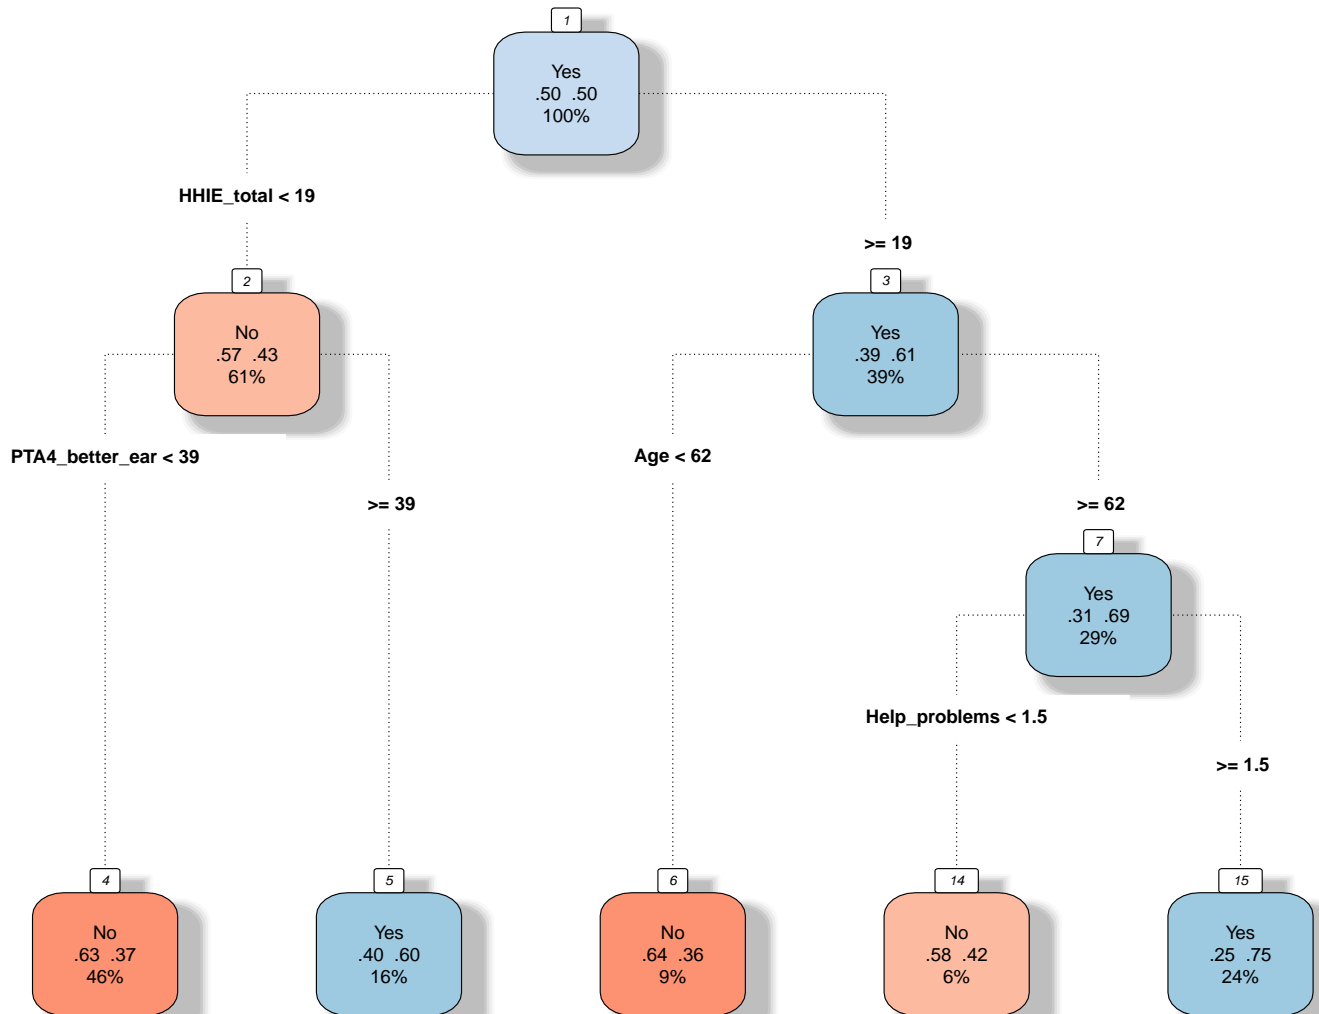 1
Yes
.50 .50
100%
HHIE_total < 19
>= 19
2
No
.57 .43
61%
3
Yes
.39 .61
39%
PTA4_better_ear < 39
>= 39
Age < 62
>= 62
7
Yes
.31 .69
29%
Help_problems < 1.5
>= 1.5
4
No
.63 .37
46%
5
Yes
.40 .60
16%
6
No
.64 .36
9%
14
No
.58 .42
6%
15
Yes
.25 .75
24%